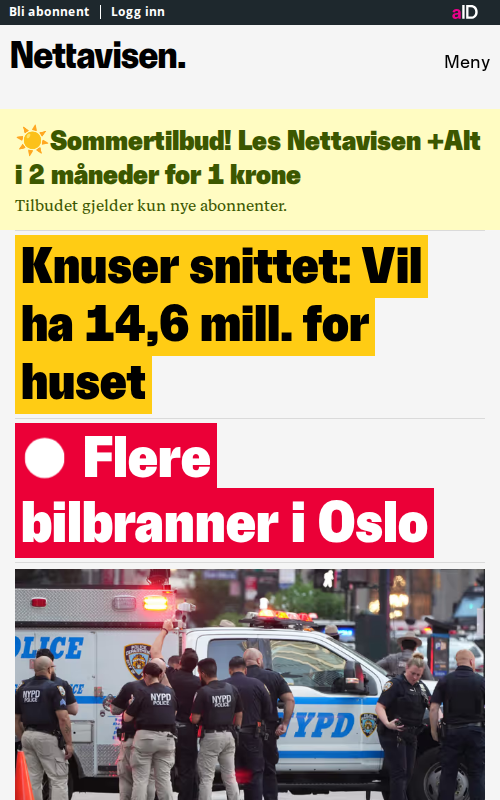 Bli abonnent | Logg inn
aID
Nettavisen.
Meny
☀️Sommertilbud! Les Nettavisen +Alt
i 2 måneder for 1 krone
Tilbudet gjelder kun nye abonnenter.
Knuser snittet: Vil
ha 14,6 mill. for
huset
Flere
bilbranner i Oslo
OLICE
NYPD
POLICE
NYPD
POLICE
NYPD
POLICE
NYPD